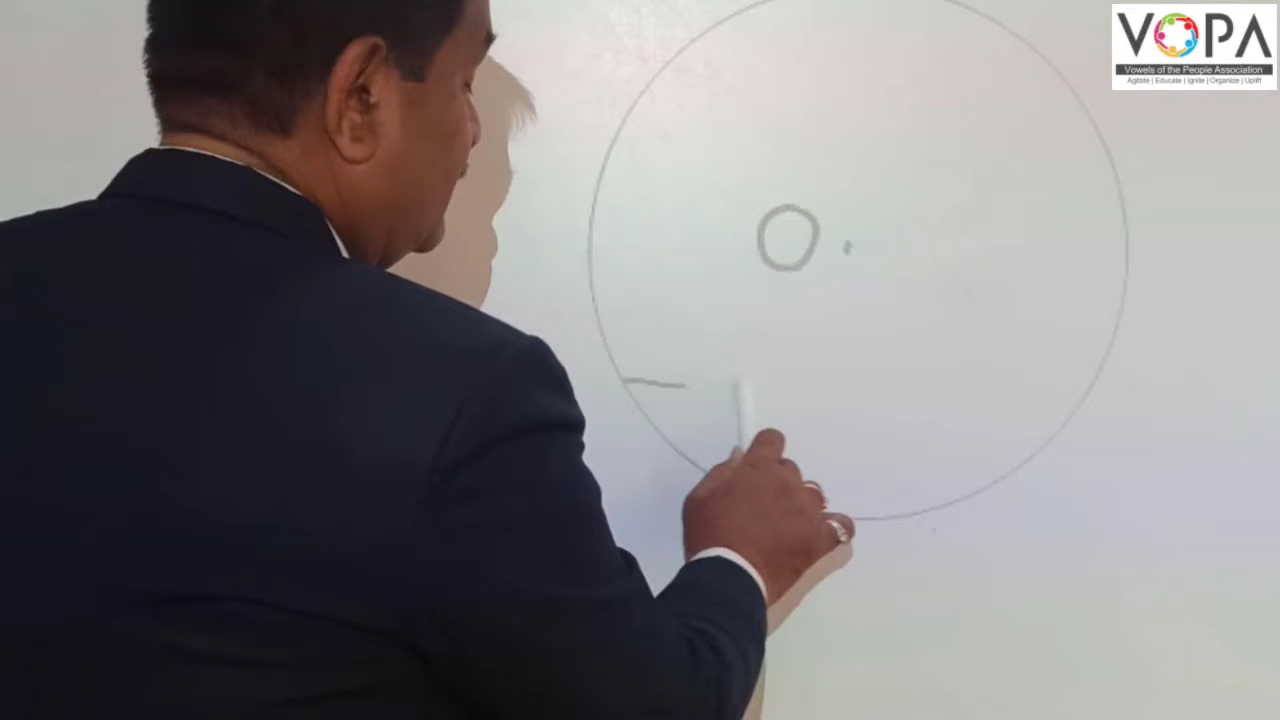 VOPA
Vowels of the People Association
Agitate | Educate | Ignite | Organize | Uplift
O